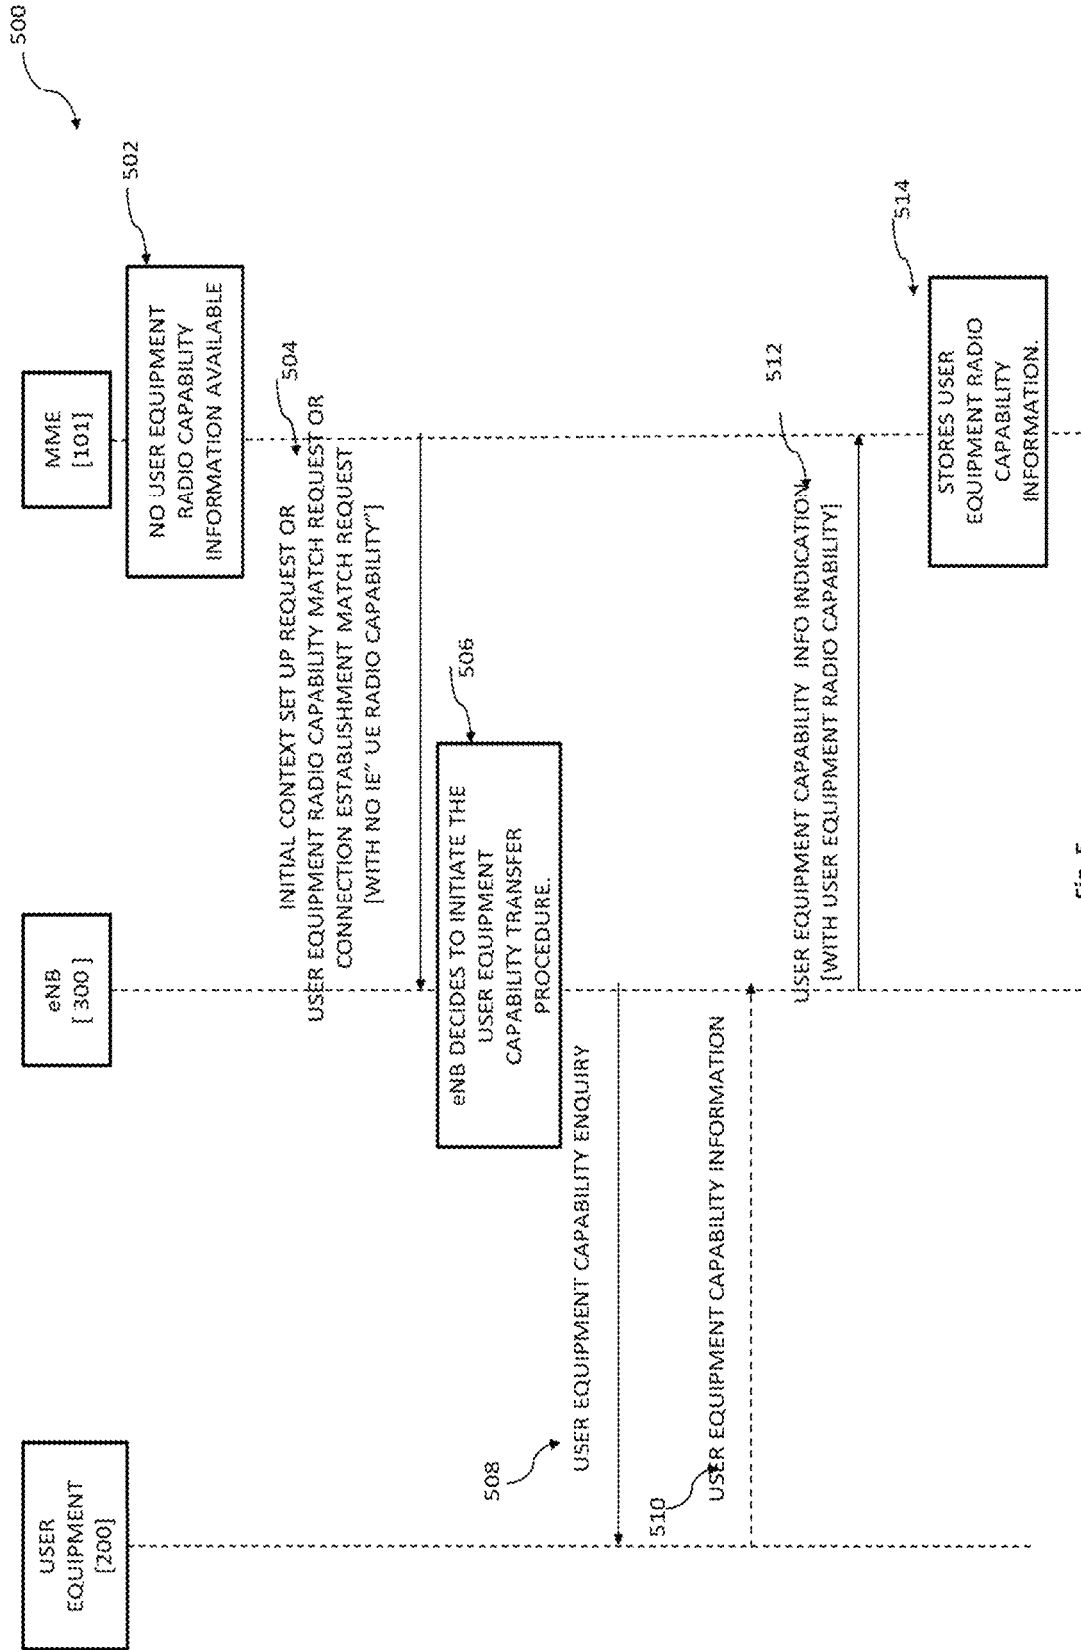 500
USER
EQUIPMENT
[200]
eNB
[ 300 ]
MME
[101]
502
NO USER EQUIPMENT
RADIO CAPABILITY
INFORMATION AVAILABLE
504
INITIAL CONTEXT SET UP REQUEST OR
USER EQUIPMENT RADIO CAPABILITY MATCH REQUEST OR
CONNECTION ESTABLISHMENT MATCH REQUEST
[WITH NO IE" UE RADIO CAPABILITY"]
506
eNB DECIDES TO INITIATE THE
USER EQUIPMENT
CAPABILITY TRANSFER
PROCEDURE.
508
USER EQUIPMENT CAPABILITY ENQUIRY
510
USER EQUIPMENT CAPABILITY INFORMATION
512
USER EQUIPMENT CAPABILITY INFO INDICATION
[WITH USER EQUIPMENT RADIO CAPABILITY]
514
STORES USER
EQUIPMENT RADIO
CAPABILITY
INFORMATION.